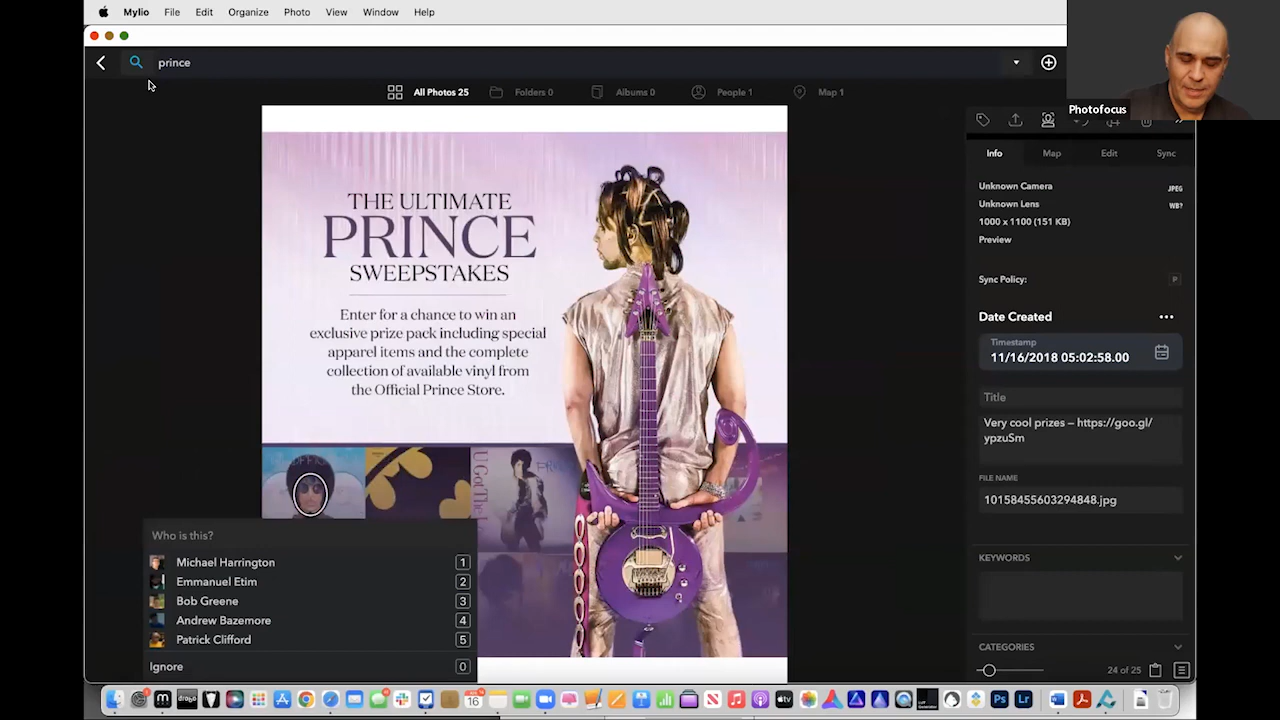 Mylio File Edit Organize Photo View Window Help
prince
Photofocus
All Photos 25 Folders 0 Albums 0 People 1 Map 1
Info Map Edit Sync
Unknown Camera JPEG
Unknown Lens WB?
1000 x 1100 (151 KB)
Preview
Sync Policy: P
Date Created
Timestamp
11/16/2018 05:02:58.00
Title
Very cool prizes – https://goo.gl/
ypzuSm
FILE NAME
10158455603294848.jpg
KEYWORDS
CATEGORIES
24 of 25
THE ULTIMATE
PRINCE
SWEEPSTAKES
Enter for a chance to win an
exclusive prize pack including special
apparel items and the complete
collection of available vinyl from
the Official Prince Store.
Who is this?
Michael Harrington 1
Emmanuel Etim 2
Bob Greene 3
Andrew Bazemore 4
Patrick Clifford 5
Ignore 0